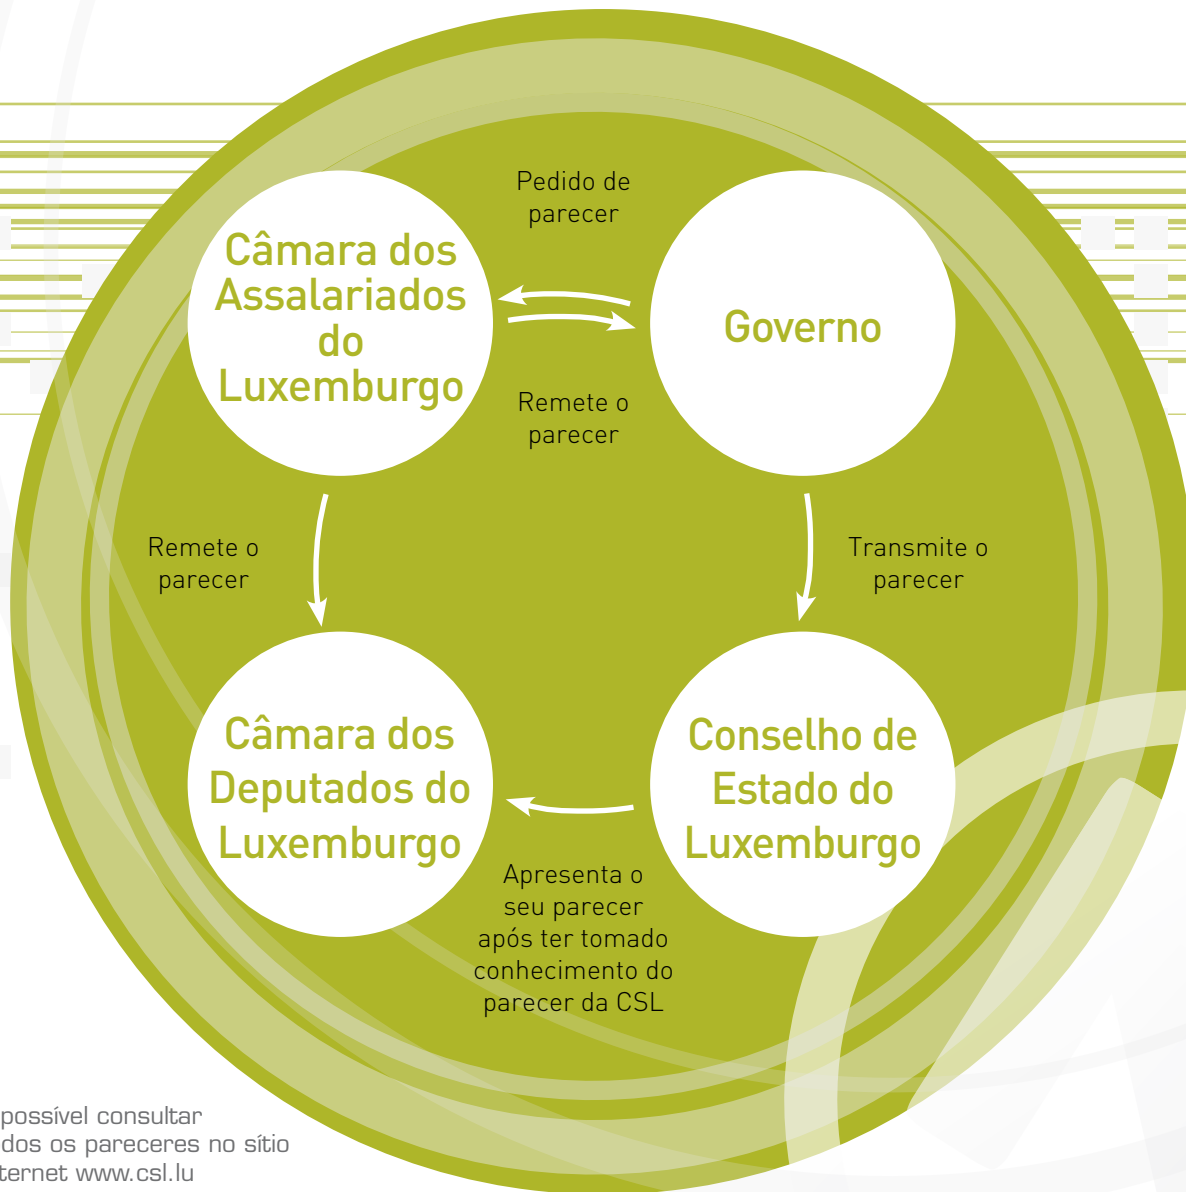 Pedido de
parecer
Câmara dos
Assalariados
do
Luxemburgo
Governo
Remete o
parecer
Remete o
parecer
Transmite o
parecer
Câmara dos
Deputados do
Luxemburgo
Conselho de
Estado do
Luxemburgo
Apresenta o
seu parecer
após ter tomado
conhecimento do
parecer da CSL
possível consultar
dos os pareceres no sítio
ternet www.csl.lu